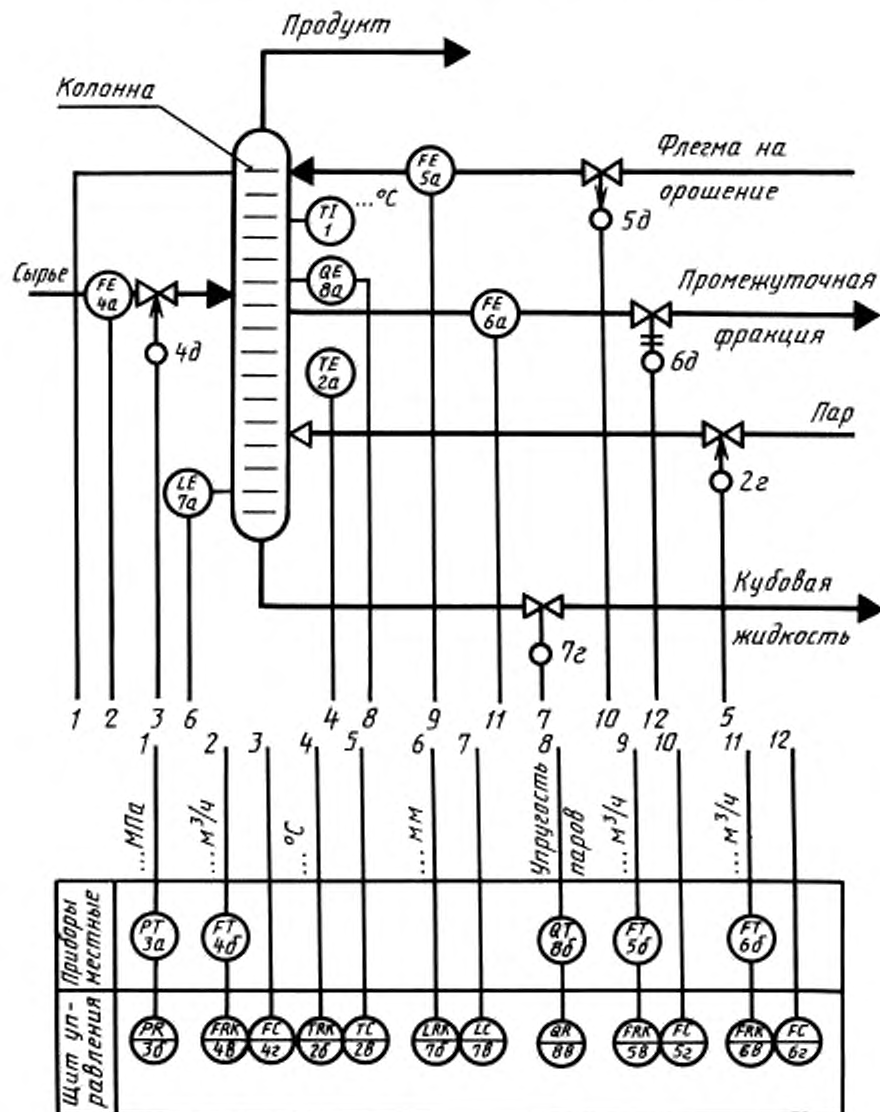 Продукт
Колонна
FE
5а
Флегма на
орошение
...°С
TI
1
5д
Сырье
FE
4а
QE
8а
FE
6а
Промежуточная
фракция
4д
6д
TE
2а
Пар
LE
7а
2г
Кубовая
жидкость
7г
1 2 3 6 4 8 9 11 7 10 12 5
1 2 3 4 5 6 7 8 9 10 11 12
...МПа
...м³/ч
...°С
...мм
Упругость
паров
...м³/ч
...м³/ч
Приборы
местные
PT
3а
FT
4б
QT
8б
FT
5б
FT
6б
Щит уп-
равления
PR
3б
FRK
4в
FC
4г
TRK
2б
TC
2в
LRK
7б
LC
7в
QR
8в
FRK
5в
FC
5г
FRK
6в
FC
6г